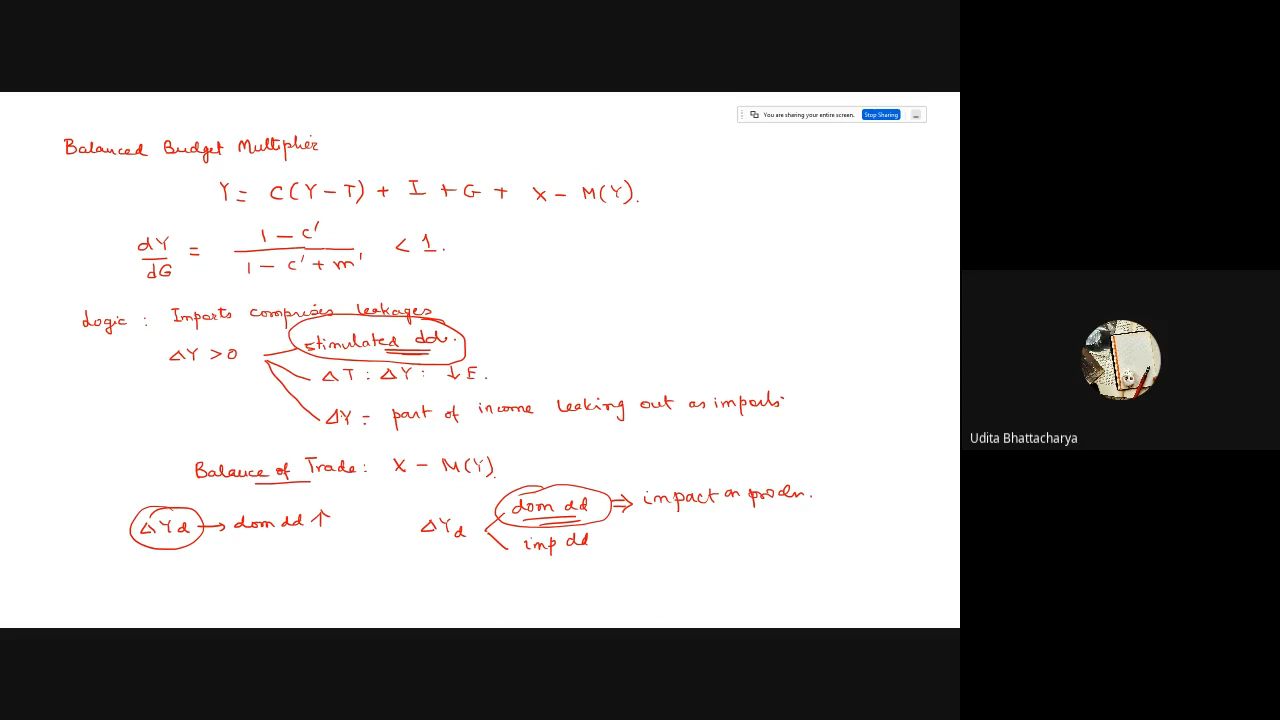 You are sharing your entire screen. Stop Sharing
Balanced Budget Multiplier
Y = C(Y-T) + I + G + X - M(Y).
dY/dG = (1 - c')/(1 - c' + m') < 1.
Logic : Imports comprises leakages
ΔY > 0 stimulated dd.
ΔT : ΔY : ↓ E.
ΔY = part of income leaking out as imports
Udita Bhattacharya
Balance of Trade : X - M(Y).
ΔYd → dom dd ↑
ΔYd dom dd ⇒ impact on prodn.
imp dd